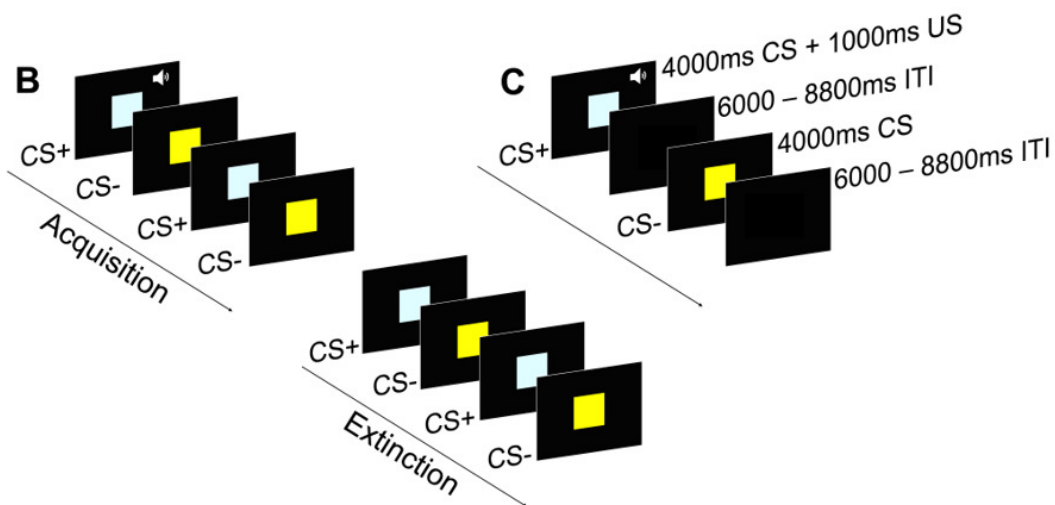 B
CS+
CS-
CS+
CS-
Acquisition
CS+
CS-
CS+
CS-
Extinction
C
4000ms CS + 1000ms US
6000 – 8800ms ITI
4000ms CS
6000 – 8800ms ITI
CS+
CS-